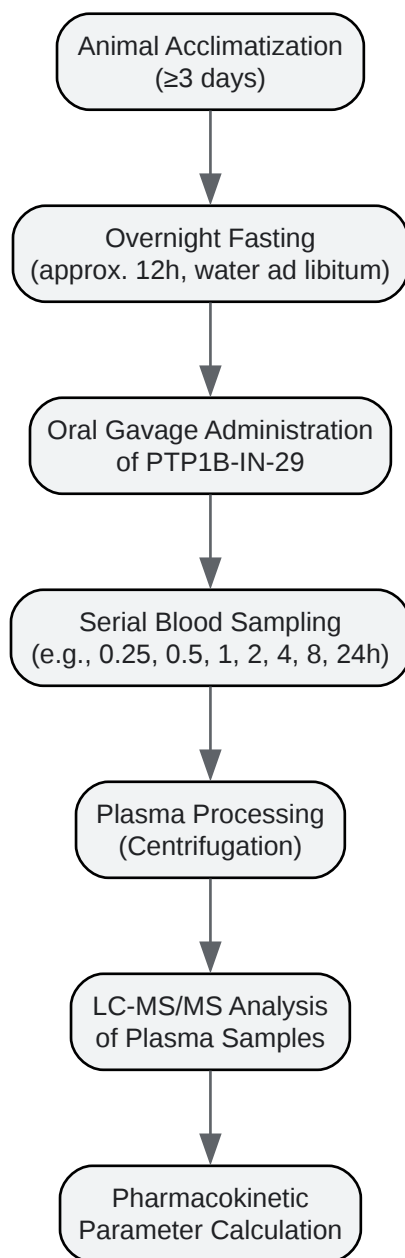 Animal Acclimatization
(≥3 days)
Overnight Fasting
(approx. 12h, water ad libitum)
Oral Gavage Administration
of PTP1B-IN-29
Serial Blood Sampling
(e.g., 0.25, 0.5, 1, 2, 4, 8, 24h)
Plasma Processing
(Centrifugation)
LC-MS/MS Analysis
of Plasma Samples
Pharmacokinetic
Parameter Calculation